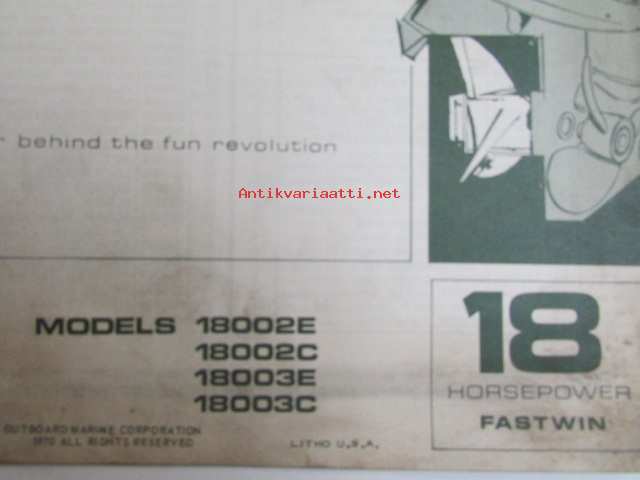 behind the fun revolution
Antikvariaatti.net
MODELS 18002E
18002C
18003E
18003C
OUTBOARD MARINE CORPORATION
1970 ALL RIGHTS RESERVED
LITHO U.S.A.
18
HORSEPOWER
FASTWIN